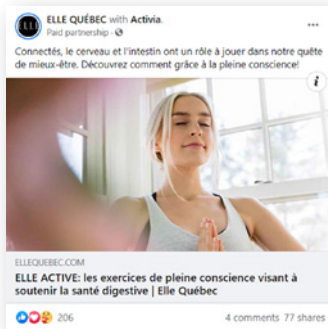 ELLE QUÉBEC with Activia.
Paid partnership ·
Connectés, le cerveau et l'intestin ont un rôle à jouer dans notre quête
de mieux-être. Découvrez comment grâce à la pleine conscience!
i
ELLEQUEBEC.COM
ELLE ACTIVE: les exercices de pleine conscience visant à
soutenir la santé digestive | Elle Québec
206 4 comments 77 shares